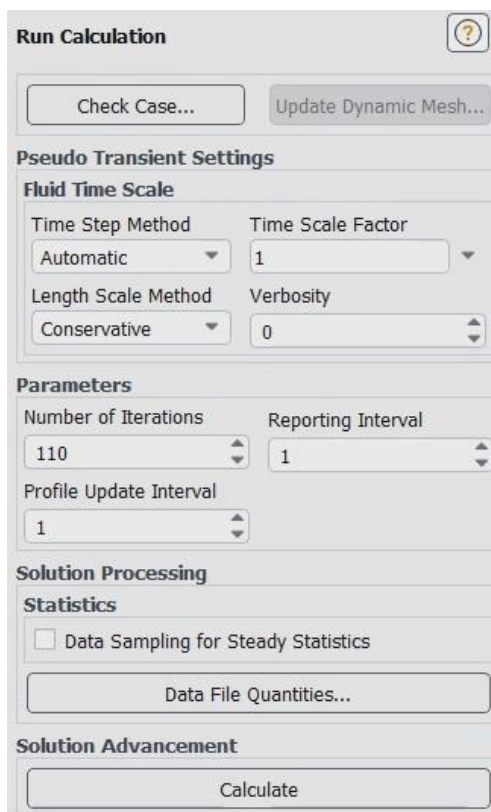 Run Calculation ?
Check Case... Update Dynamic Mesh...
Pseudo Transient Settings
Fluid Time Scale
Time Step Method Time Scale Factor
Automatic 1
Length Scale Method Verbosity
Conservative 0
Parameters
Number of Iterations Reporting Interval
110 1
Profile Update Interval
1
Solution Processing
Statistics
Data Sampling for Steady Statistics
Data File Quantities...
Solution Advancement
Calculate